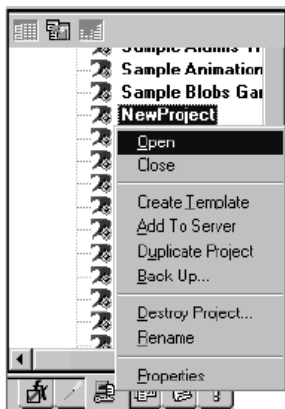 Sample Animation
Sample Blobs Ga
NewProject
Open
Close
Create Template
Add To Server
Duplicate Project
Back Up...
Destroy Project...
Rename
Properties